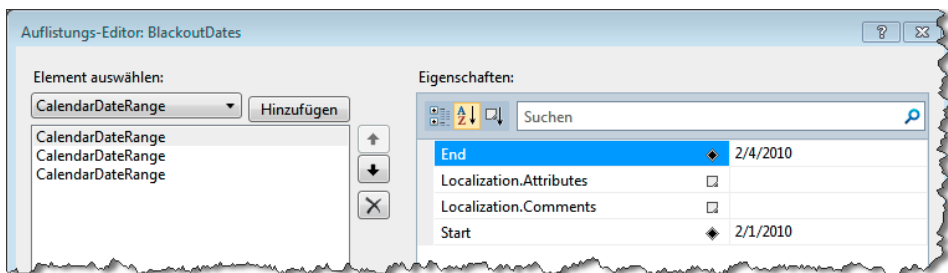 Auflistungs-Editor: BlackoutDates
Element auswählen:
CalendarDateRange
Hinzufügen
CalendarDateRange
CalendarDateRange
CalendarDateRange
Eigenschaften:
Suchen
End 2/4/2010
Localization.Attributes
Localization.Comments
Start 2/1/2010